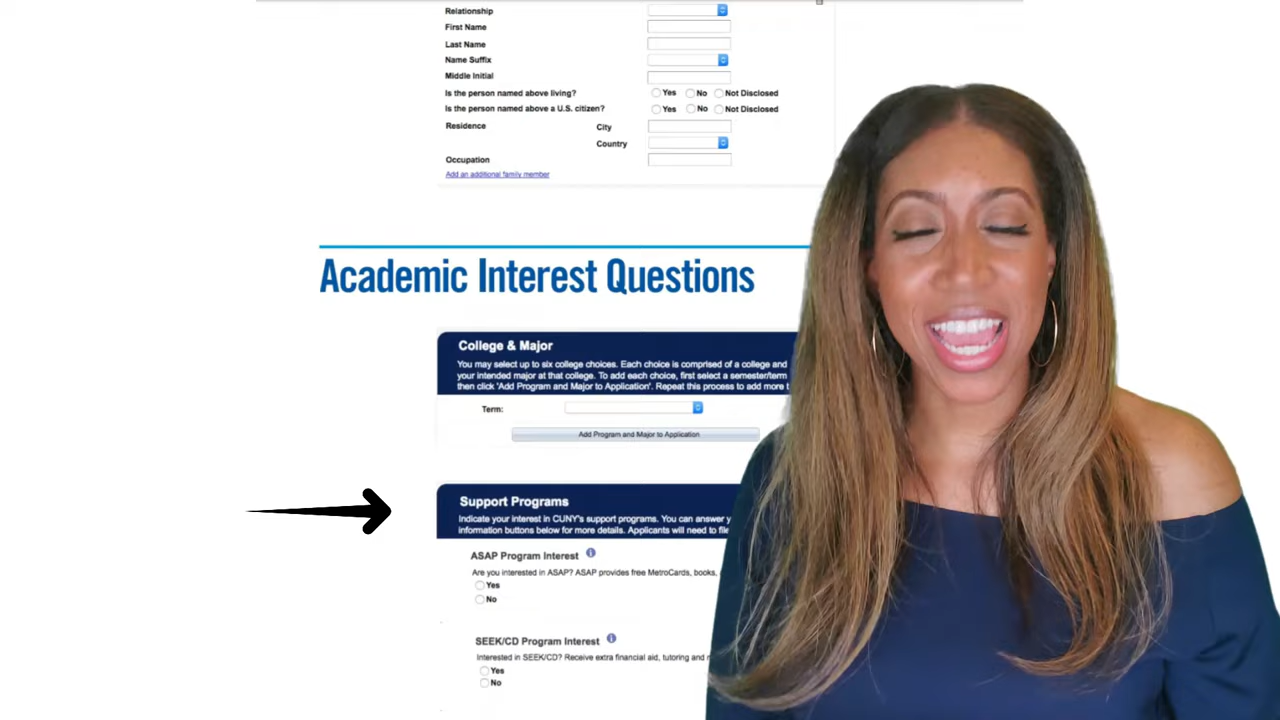 Relationship
First Name
Last Name
Name Suffix
Middle Initial
Is the person named above living? Yes No Not Disclosed
Is the person named above a U.S. citizen? Yes No Not Disclosed
Residence City
Country
Occupation
Add an additional family member
Academic Interest Questions
College & Major
You may select up to six college choices. Each choice is comprised of a college and
your intended major at that college. To add each choice, first select a semester/term
then click 'Add Program and Major to Application'. Repeat this process to add more
Term:
Add Program and Major to Application
Support Programs
Indicate your interest in CUNY's support programs. You can answer
information buttons below for more details. Applicants will need to
ASAP Program Interest
Are you interested in ASAP? ASAP provides free MetroCards, books,
Yes
No
SEEK/CD Program Interest
Interested in SEEK/CD? Receive extra financial aid, tutoring and
Yes
No